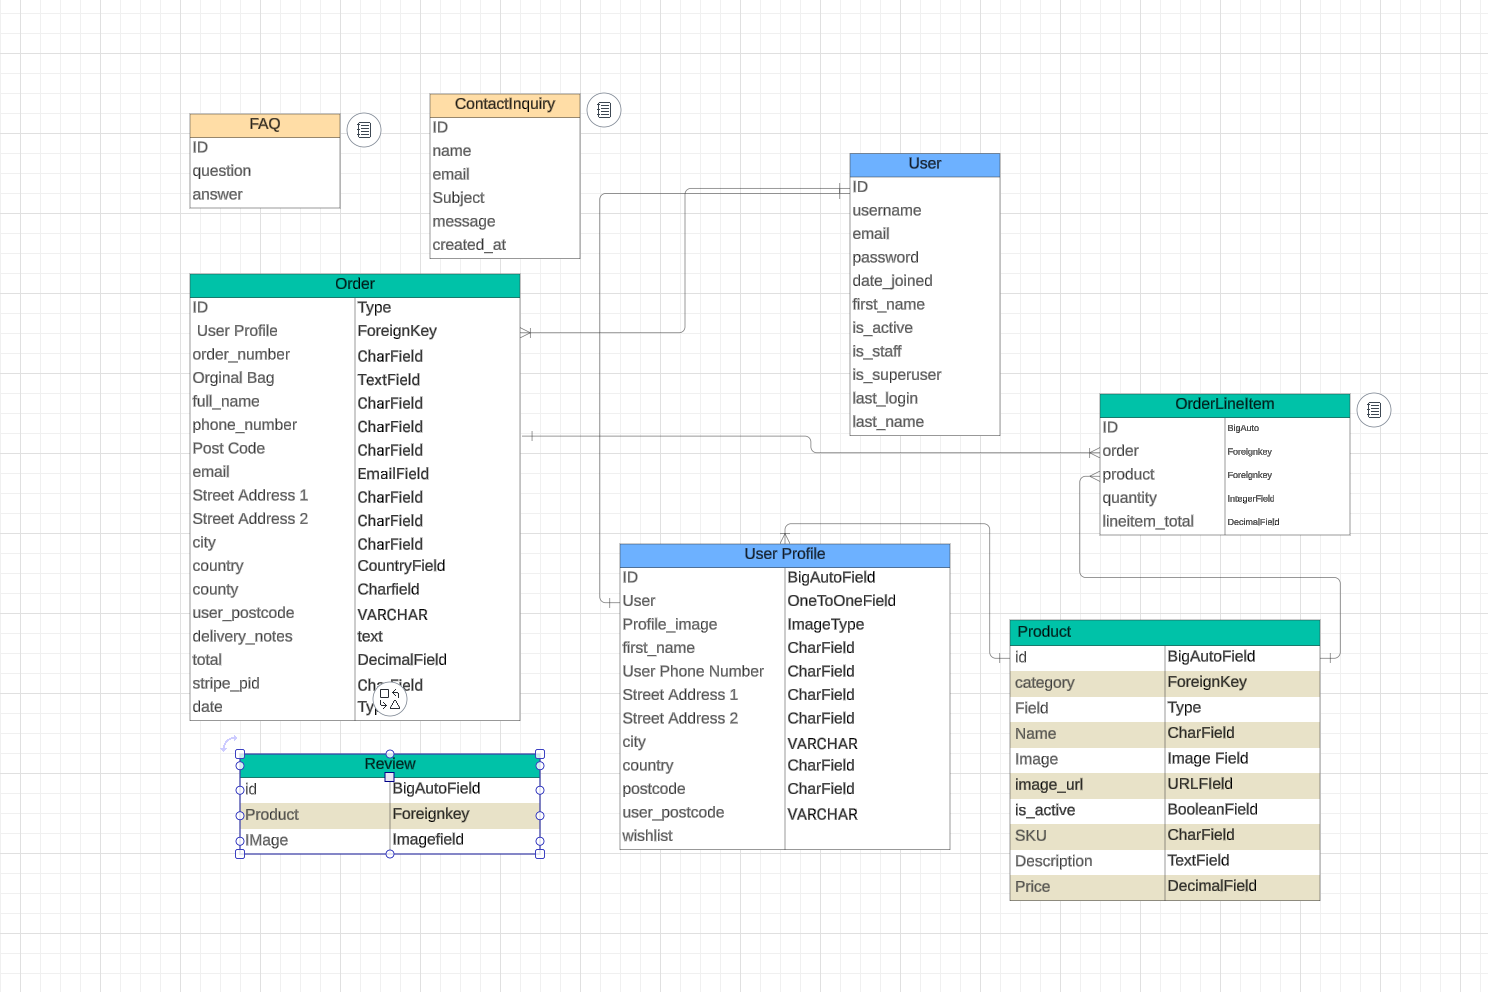 FAQ
ID
question
answer
ContactInquiry
ID
name
email
Subject
message
created_at
User
ID
username
email
password
date_joined
first_name
is_active
is_staff
is_superuser
last_login
last_name
Order
ID Type
User Profile ForeignKey
order_number CharField
Orginal Bag TextField
full_name CharField
phone_number CharField
Post Code CharField
email EmailField
Street Address 1 CharField
Street Address 2 CharField
city CharField
country CountryField
county Charfield
user_postcode VARCHAR
delivery_notes text
total DecimalField
stripe_pid CharField
date
OrderLineItem
ID BigAuto
order Foreignkey
product Foreignkey
quantity IntegerField
lineitem_total DecimalField
User Profile
ID BigAutoField
User OneToOneField
Profile_image ImageType
first_name CharField
User Phone Number CharField
Street Address 1 CharField
Street Address 2 CharField
city VARCHAR
country CharField
postcode CharField
user_postcode VARCHAR
wishlist
Product
id BigAutoField
category ForeignKey
Field Type
Name CharField
Image Image Field
image_url URLFIeld
is_active BooleanField
SKU CharField
Description TextField
Price DecimalField
Review
id BigAutoField
Product Foreignkey
IMage Imagefield